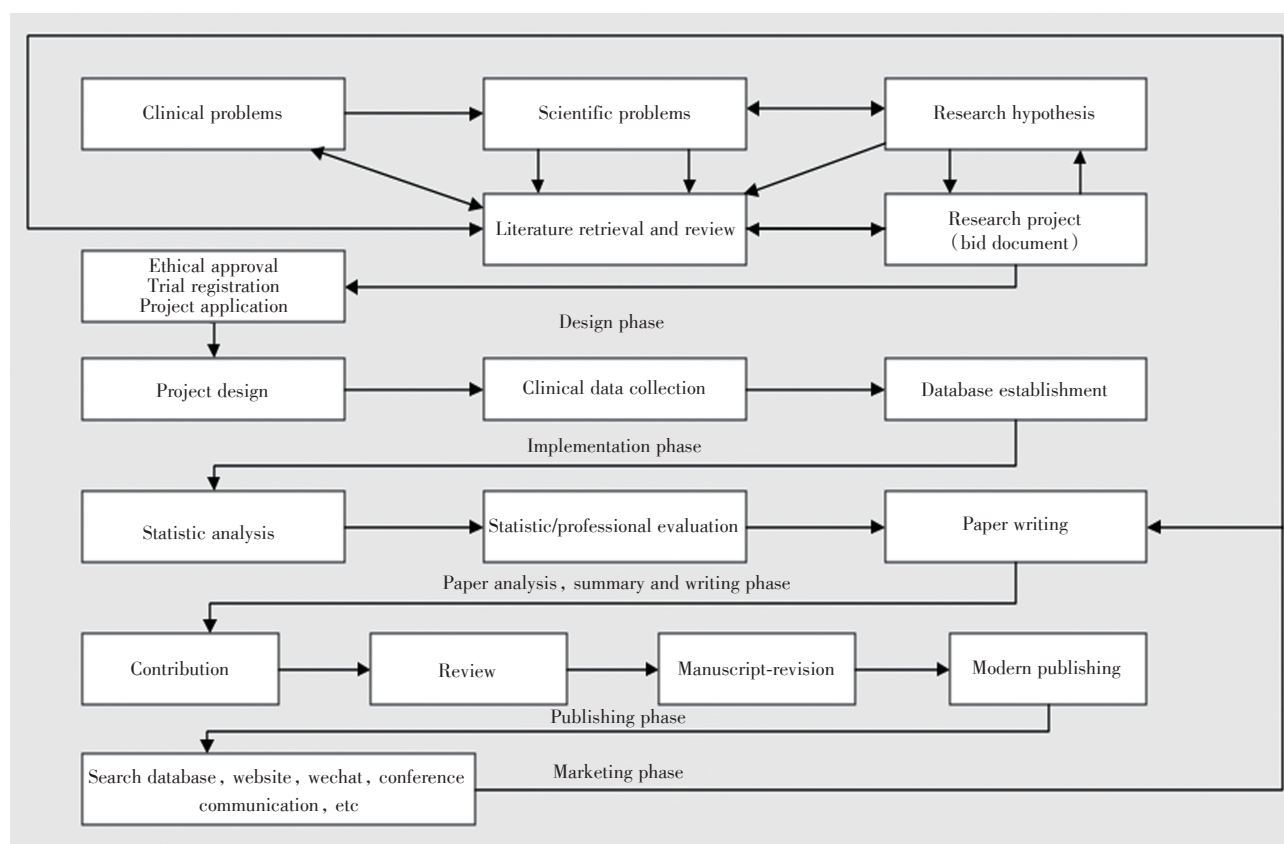 Clinical problems
Scientific problems
Research hypothesis
Literature retrieval and review
Research project
(bid document)
Ethical approval
Trial registration
Project application
Design phase
Project design
Clinical data collection
Database establishment
Implementation phase
Statistic analysis
Statistic/professional evaluation
Paper writing
Paper analysis, summary and writing phase
Contribution
Review
Manuscript-revision
Modern publishing
Publishing phase
Search database, website, wechat, conference
communication, etc
Marketing phase